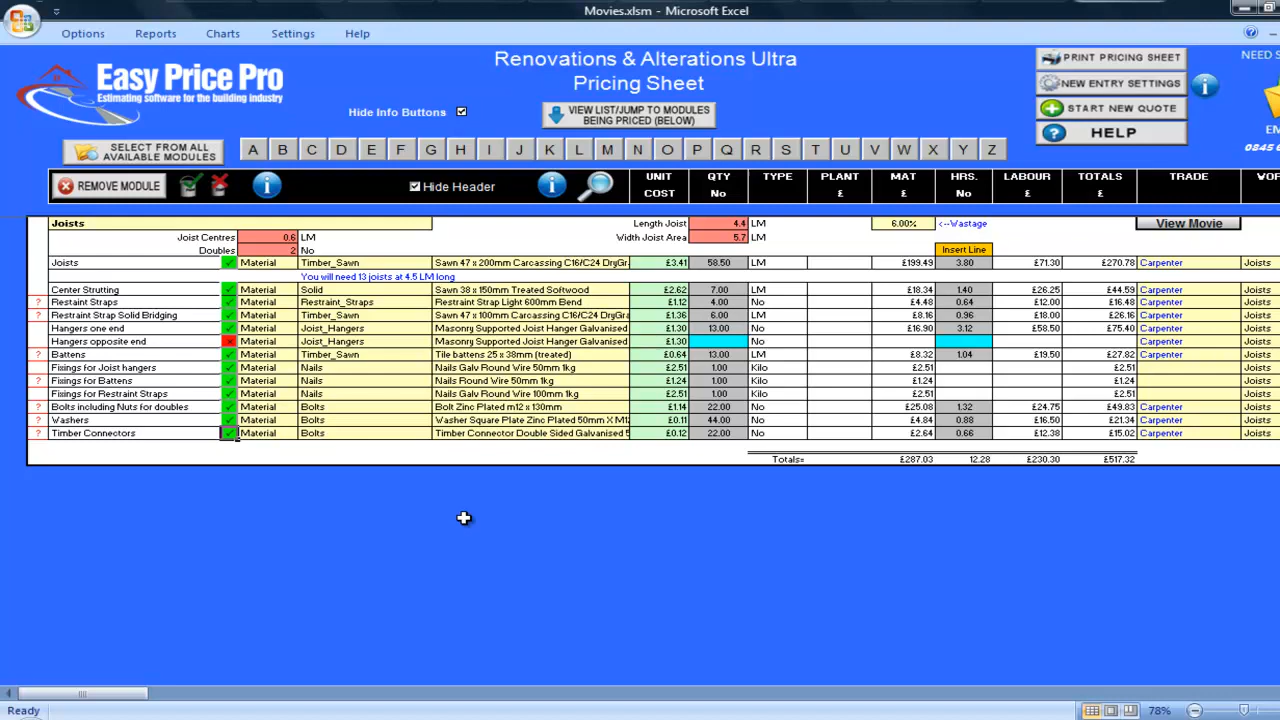 Movies.xlsm - Microsoft Excel
Options Reports Charts Settings Help
Renovations & Alterations Ultra
Pricing Sheet
Easy Price Pro
Estimating software for the building industry
Hide Info Buttons
VIEW LIST/JUMP TO MODULES
BEING PRICED (BELOW)
PRINT PRICING SHEET
NEW ENTRY SETTINGS
START NEW QUOTE
HELP
NEED S
EM
0845 6
SELECT FROM ALL
AVAILABLE MODULES
A B C D E F G H I J K L M N O P Q R S T U V W X Y Z
REMOVE MODULE
Hide Header
UNIT COST QTY No TYPE PLANT £ MAT £ HRS. No LABOUR £ TOTALS £ TRADE WOR
Joists Length Joist 4.4 LM 6.00% <--Wastage View Movie
Joist Centres 0.6 LM Width Joist Area 5.7 LM
Doubles 2 No Insert Line
Joists Material Timber_Sawn Sawn 47 x 200mm Carcassing C16/C24 DryGra £3.41 58.50 LM £199.49 3.80 £71.30 £270.78 Carpenter Joists
You will need 13 joists at 4.5 LM long
Center Strutting Material Solid Sawn 38 x 150mm Treated Softwood £2.62 7.00 LM £18.34 1.40 £26.25 £44.59 Carpenter Joists
? Restaint Straps Material Restraint_Straps Restraint Strap Light 600mm Bend £1.12 4.00 No £4.48 0.64 £12.00 £16.48 Carpenter Joists
? Restraint Strap Solid Bridging Material Timber_Sawn Sawn 47 x 100mm Carcassing C16/C24 DryGra £1.36 6.00 LM £8.16 0.96 £18.00 £26.16 Carpenter Joists
Hangers one end Material Joist_Hangers Masonry Supported Joist Hanger Galvanised £1.30 13.00 No £16.90 3.12 £58.50 £75.40 Carpenter Joists
Hangers opposite end Material Joist_Hangers Masonry Supported Joist Hanger Galvanised £1.30 No Carpenter Joists
? Battens Material Timber_Sawn Tile battens 25 x 38mm (treated) £0.64 13.00 LM £8.32 1.04 £19.50 £27.82 Carpenter Joists
Fixings for Joist hangers Material Nails Nails Galv Round Wire 50mm 1kg £2.51 1.00 Kilo £2.51 £2.51 Joists
? Fixings for Battens Material Nails Nails Round Wire 50mm 1kg £1.24 1.00 Kilo £1.24 £1.24 Joists
Fixings for Restraint Straps Material Nails Nails Galv Round Wire 100mm 1kg £2.51 1.00 Kilo £2.51 £2.51 Joists
? Bolts including Nuts for doubles Material Bolts Bolt Zinc Plated m12 x 130mm £1.14 22.00 No £25.08 1.32 £24.75 £49.83 Carpenter Joists
? Washers Material Bolts Washer Square Plate Zinc Plated 50mm X M12 £0.11 44.00 No £4.84 0.88 £16.50 £21.34 Carpenter Joists
? Timber Connectors Material Bolts Timber Connector Double Sided Galvanised 5 £0.12 22.00 No £2.64 0.66 £12.38 £15.02 Carpenter Joists
Totals= £287.03 12.28 £230.30 £517.32
Ready 78%